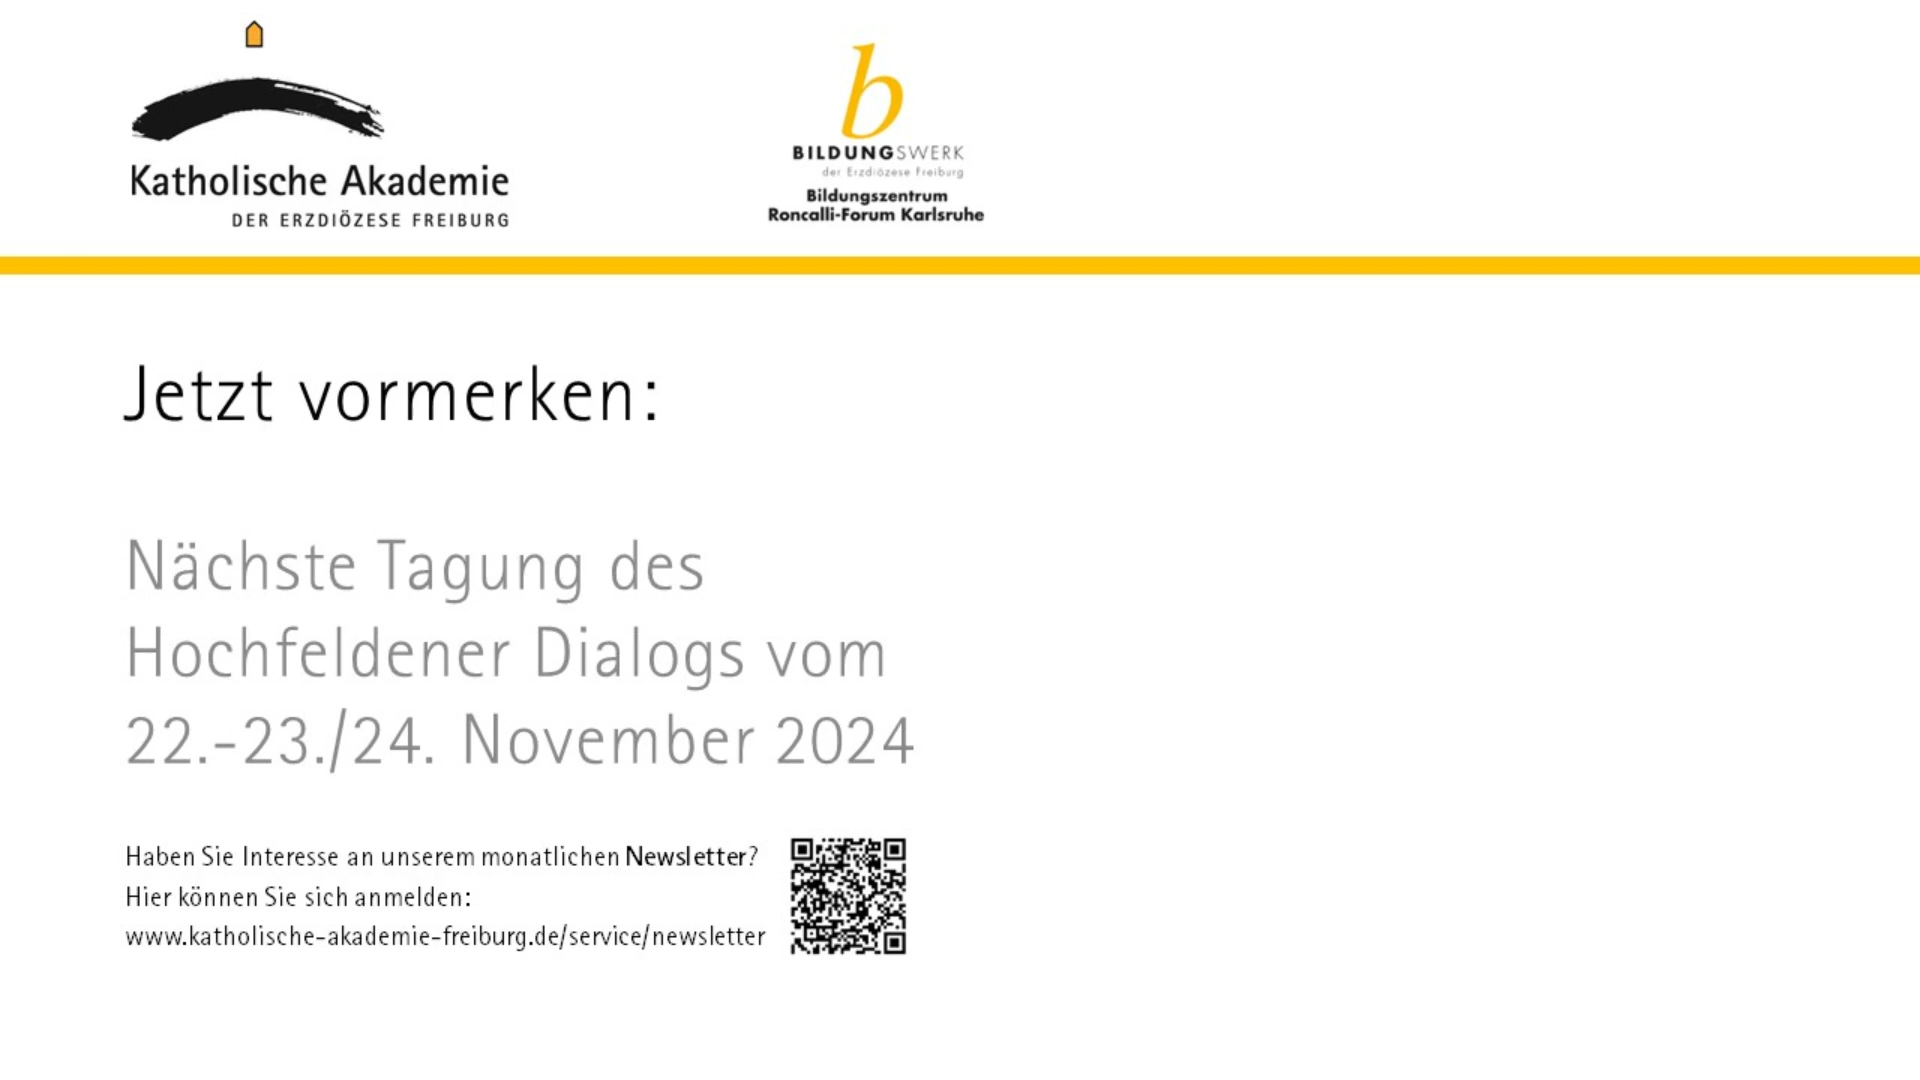 Katholische Akademie
DER ERZDIÖZESE FREIBURG
b
BILDUNGSWERK
der Erzdiözese Freiburg
Bildungszentrum
Roncalli-Forum Karlsruhe
Jetzt vormerken:
Nächste Tagung des
Hochfeldener Dialogs vom
22.-23./24. November 2024
Haben Sie Interesse an unserem monatlichen Newsletter?
Hier können Sie sich anmelden:
www.katholische-akademie-freiburg.de/service/newsletter